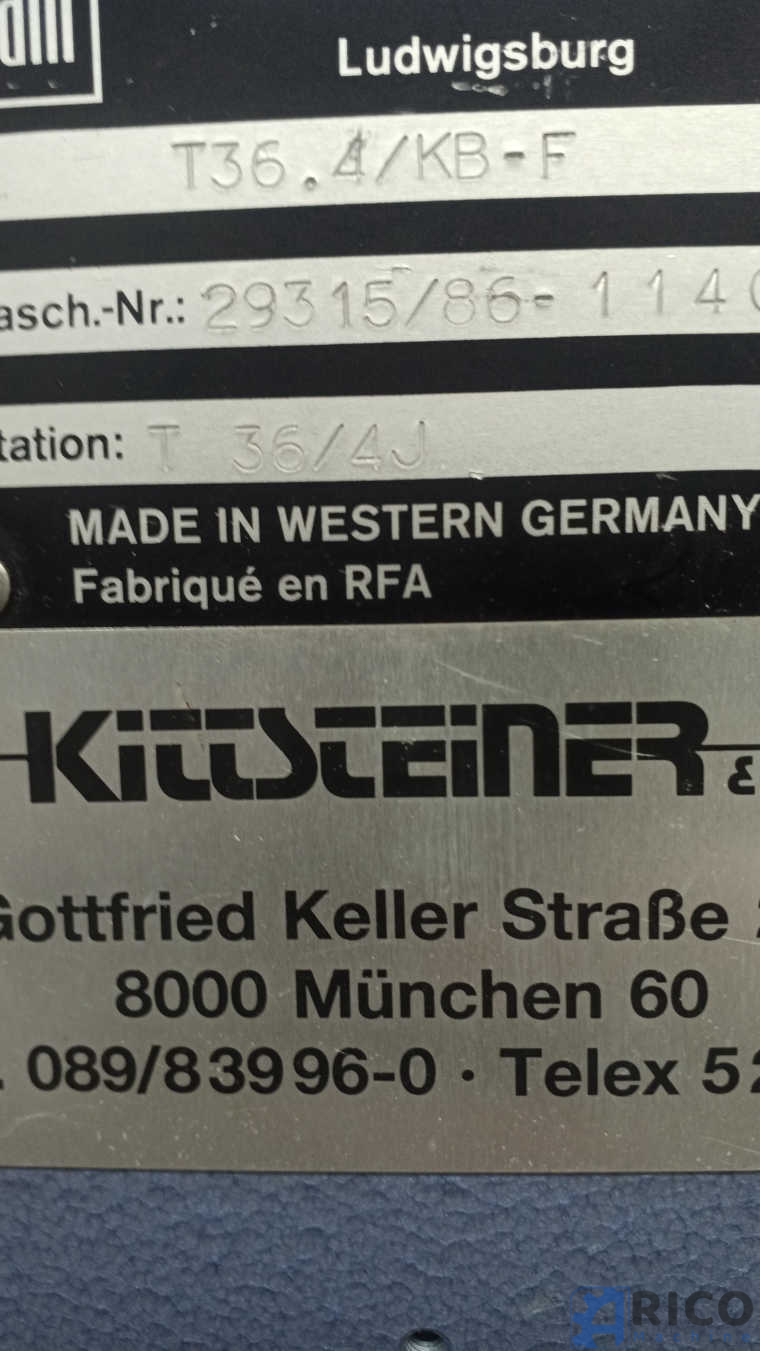 Ludwigsburg
T36.4/KB-F
asch.-Nr.: 29315/86-114
tation: T 36/4J
MADE IN WESTERN GERMANY
Fabriqué en RFA
KITTSTEINER &
Gottfried Keller Straße
8000 München 60
. 089/83996-0 · Telex 52
RICO